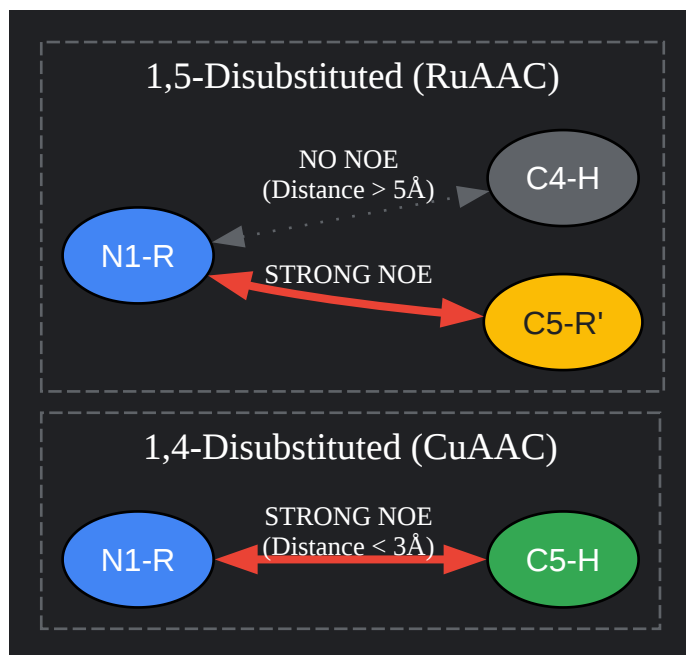 1,5-Disubstituted (RuAAC)
NO NOE
(Distance > 5Å)
C4-H
N1-R
STRONG NOE
C5-R'
1,4-Disubstituted (CuAAC)
STRONG NOE
(Distance < 3Å)
N1-R
C5-H